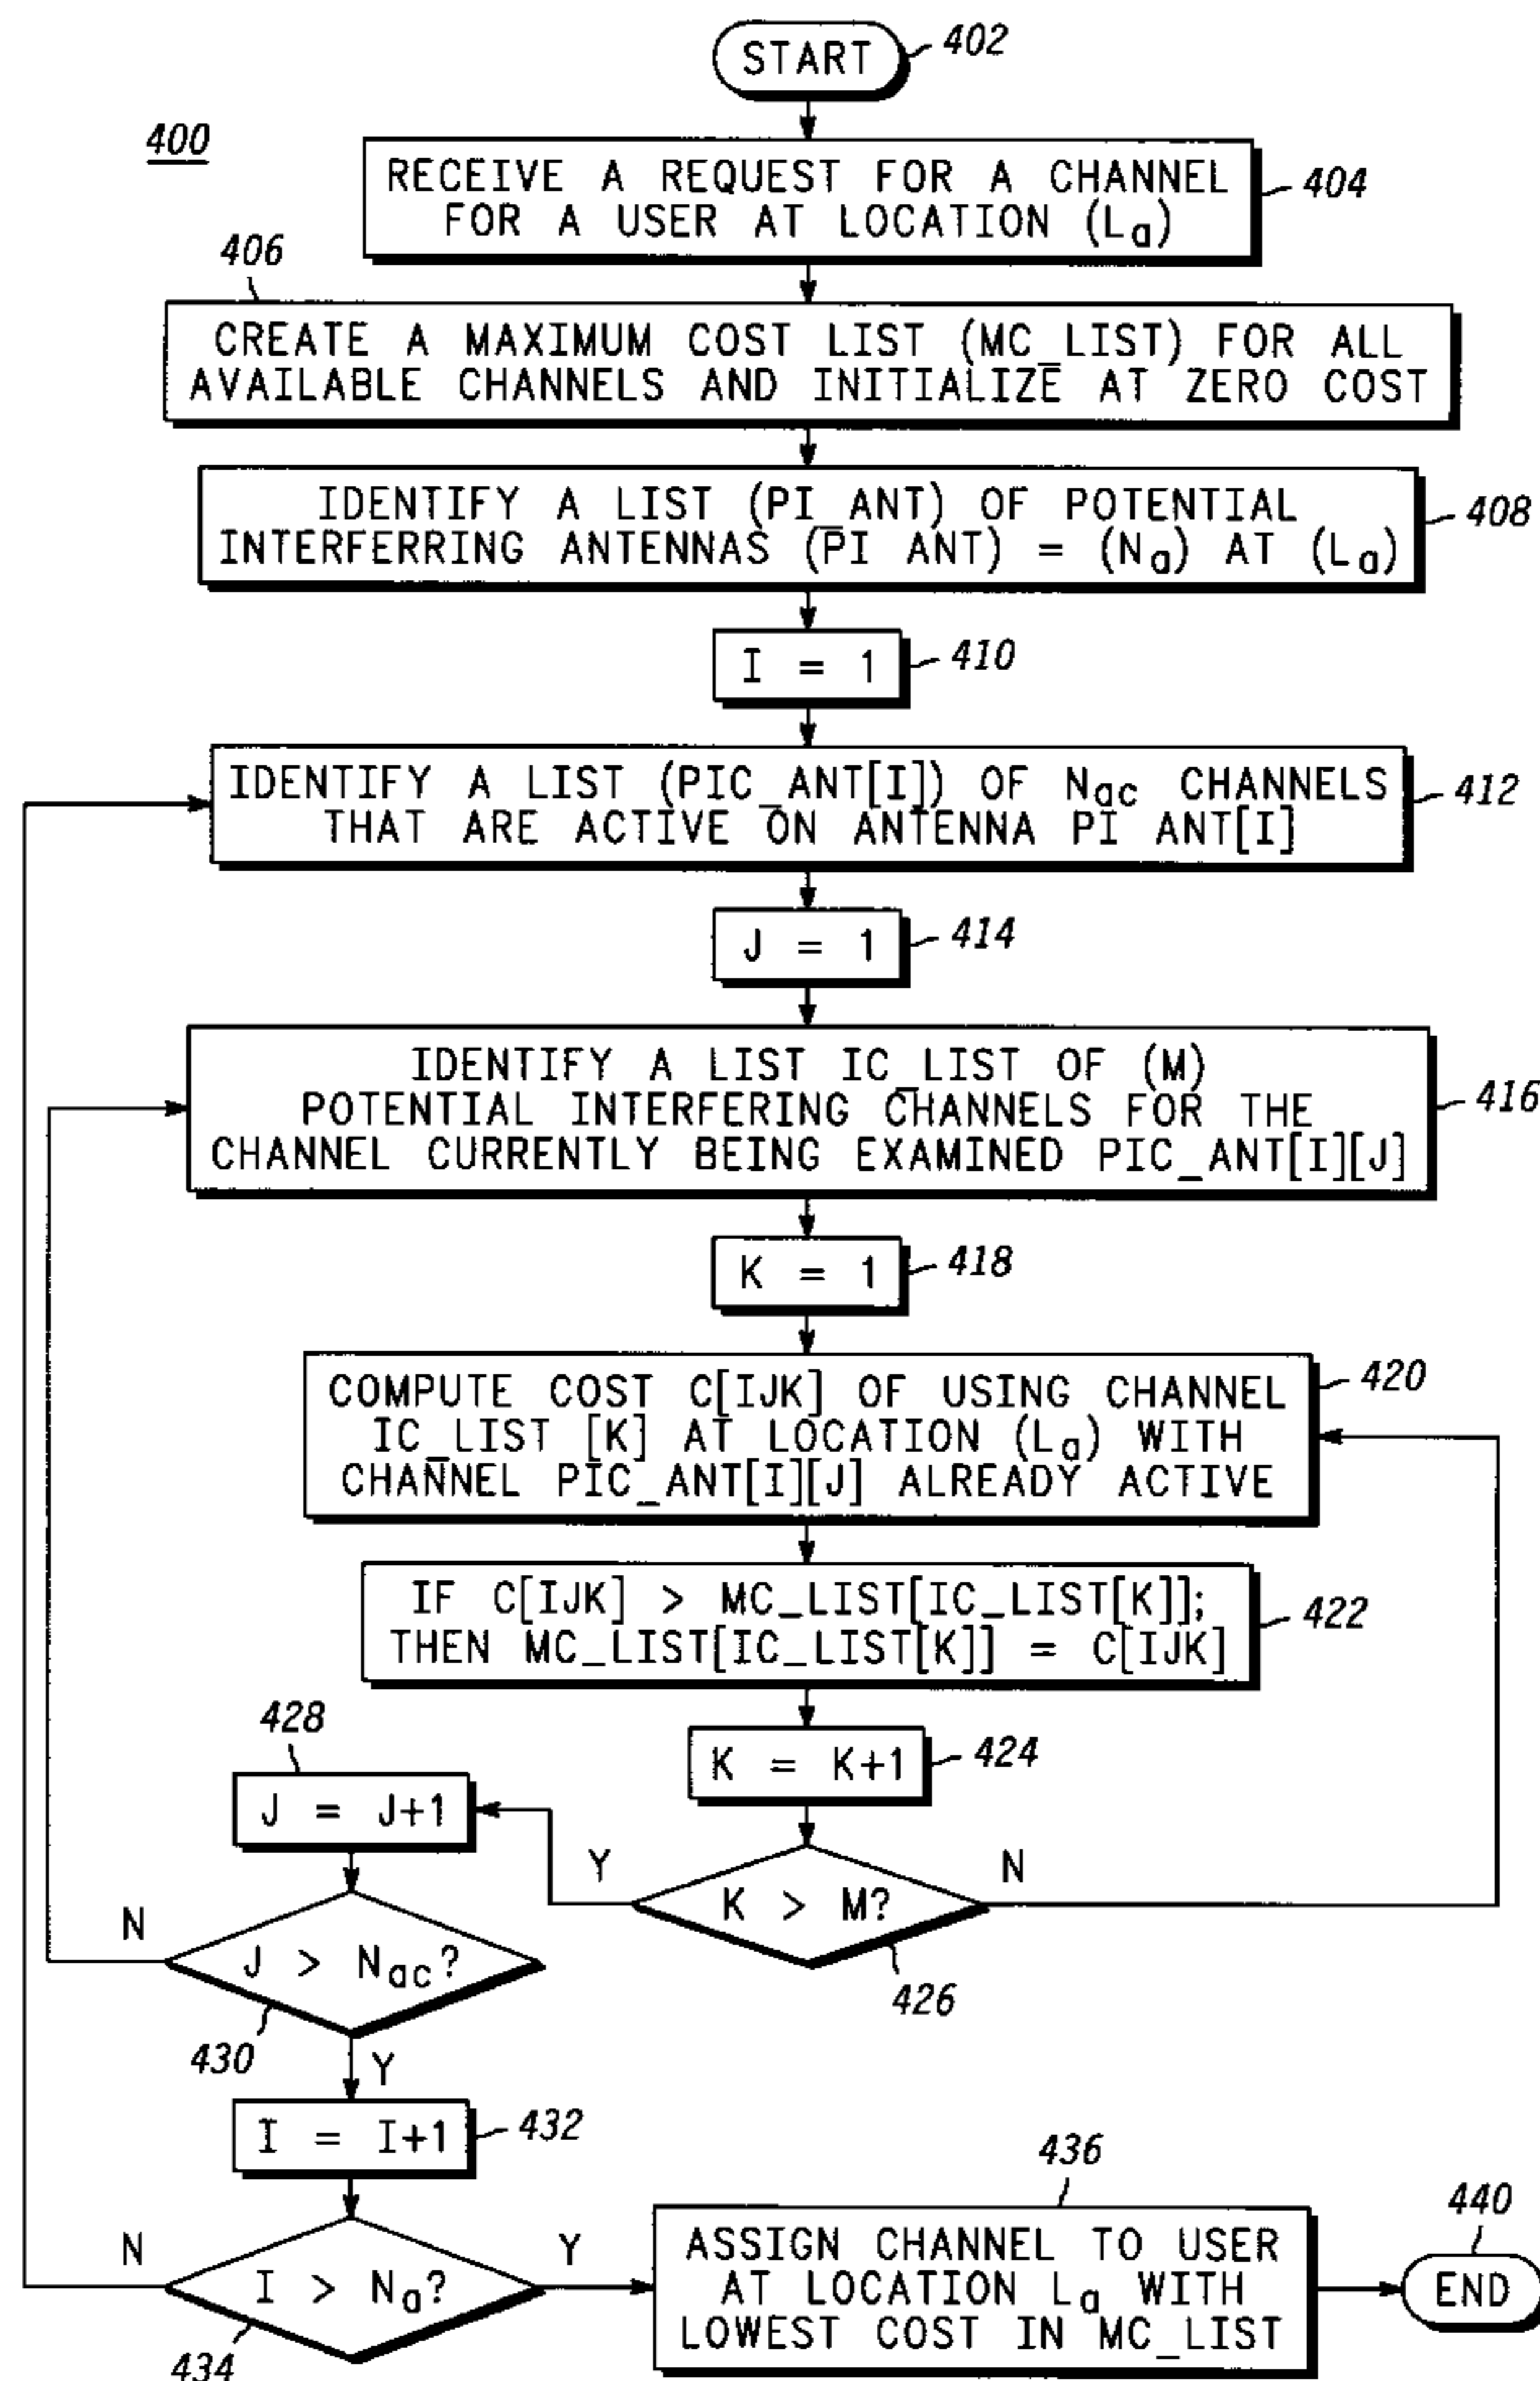 START
402
400
RECEIVE A REQUEST FOR A CHANNEL
FOR A USER AT LOCATION (La)
404
406
CREATE A MAXIMUM COST LIST (MC_LIST) FOR ALL
AVAILABLE CHANNELS AND INITIALIZE AT ZERO COST
IDENTIFY A LIST (PI_ANT) OF POTENTIAL
INTERFERRING ANTENNAS (PI ANT) = (Na) AT (La)
408
I = 1
410
IDENTIFY A LIST (PIC_ANT[I]) OF Nac CHANNELS
THAT ARE ACTIVE ON ANTENNA PI ANT[I]
412
J = 1
414
IDENTIFY A LIST IC_LIST OF (M)
POTENTIAL INTERFERING CHANNELS FOR THE
CHANNEL CURRENTLY BEING EXAMINED PIC_ANT[I][J]
416
K = 1
418
COMPUTE COST C[IJK] OF USING CHANNEL
IC_LIST [K] AT LOCATION (La) WITH
CHANNEL PIC_ANT[I][J] ALREADY ACTIVE
420
IF C[IJK] > MC_LIST[IC_LIST[K]];
THEN MC_LIST[IC_LIST[K]] = C[IJK]
422
K = K+1
424
428
J = J+1
Y
N
K > M?
426
N
J > Nac?
430
Y
I = I+1
432
N
I > Na?
434
Y
436
ASSIGN CHANNEL TO USER
AT LOCATION La WITH
LOWEST COST IN MC_LIST
440
END